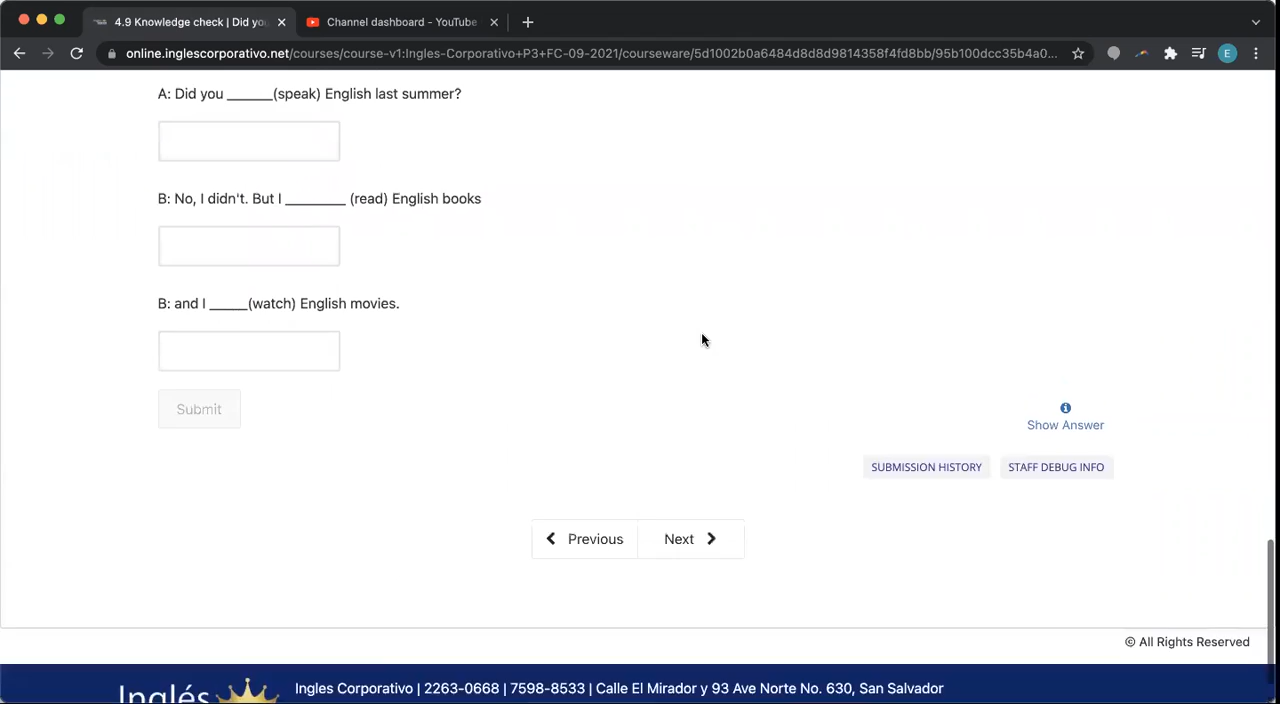 4.9 Knowledge check | Did you
Channel dashboard - YouTube
online.inglescorporativo.net/courses/course-v1:Ingles-Corporativo+P3+FC-09-2021/courseware/5d1002b0a6484d8d8d9814358f4fd8bb/95b100dcc35b4a0...
E
A: Did you ______(speak) English last summer?
B: No, I didn't. But I ________ (read) English books
B: and I _____(watch) English movies.
Submit
Show Answer
SUBMISSION HISTORY
STAFF DEBUG INFO
Previous
Next
© All Rights Reserved
Inglés
Ingles Corporativo | 2263-0668 | 7598-8533 | Calle El Mirador y 93 Ave Norte No. 630, San Salvador